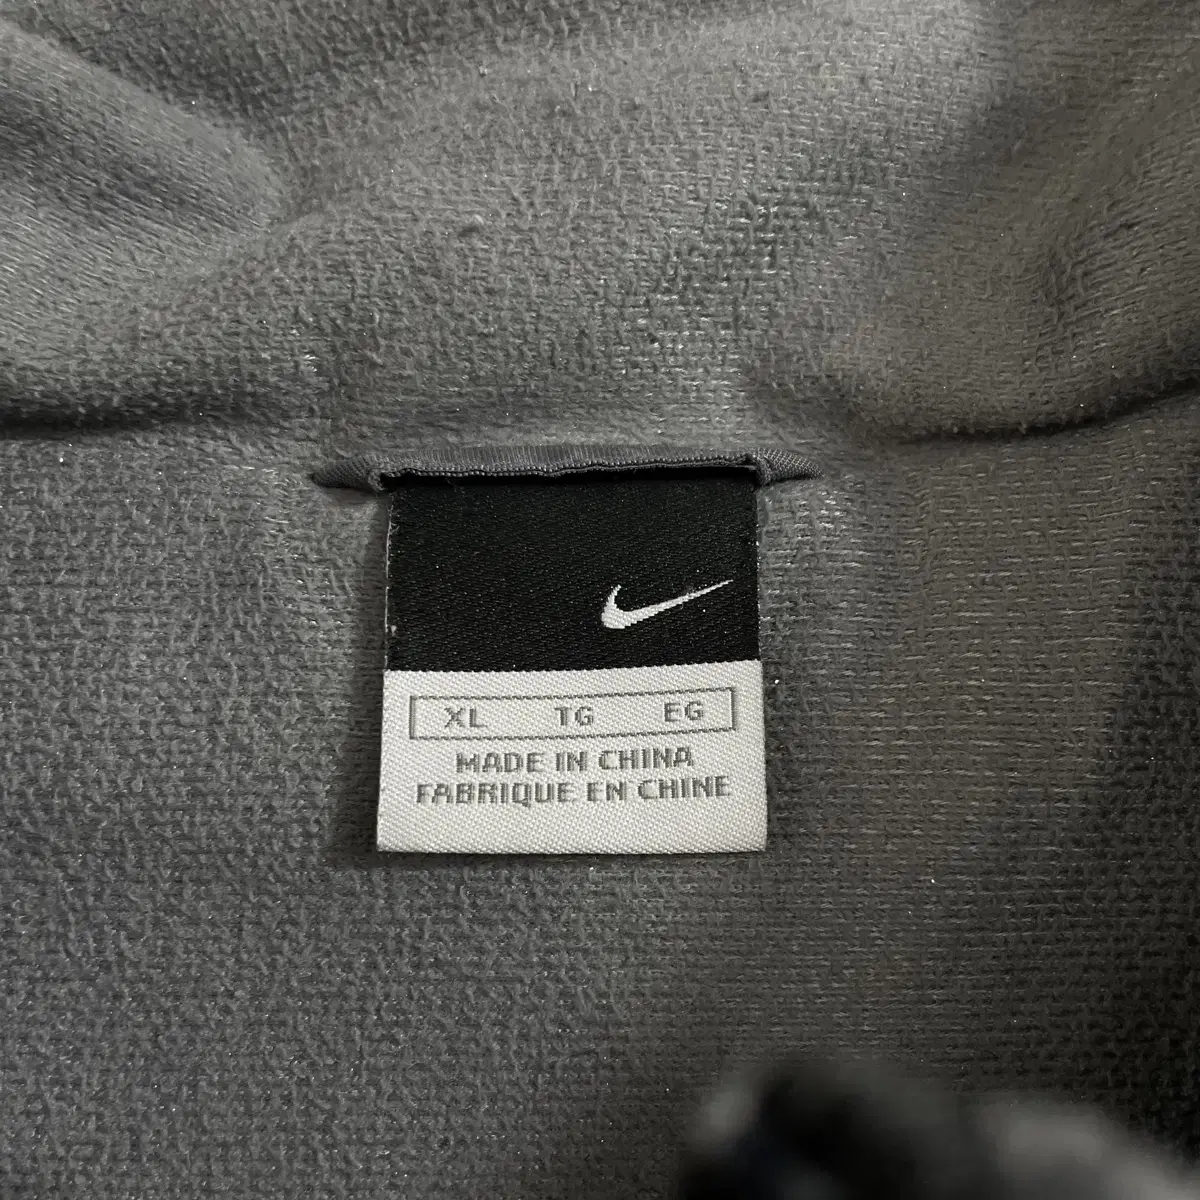 XL TG EG
MADE IN CHINA
FABRIQUE EN CHINE